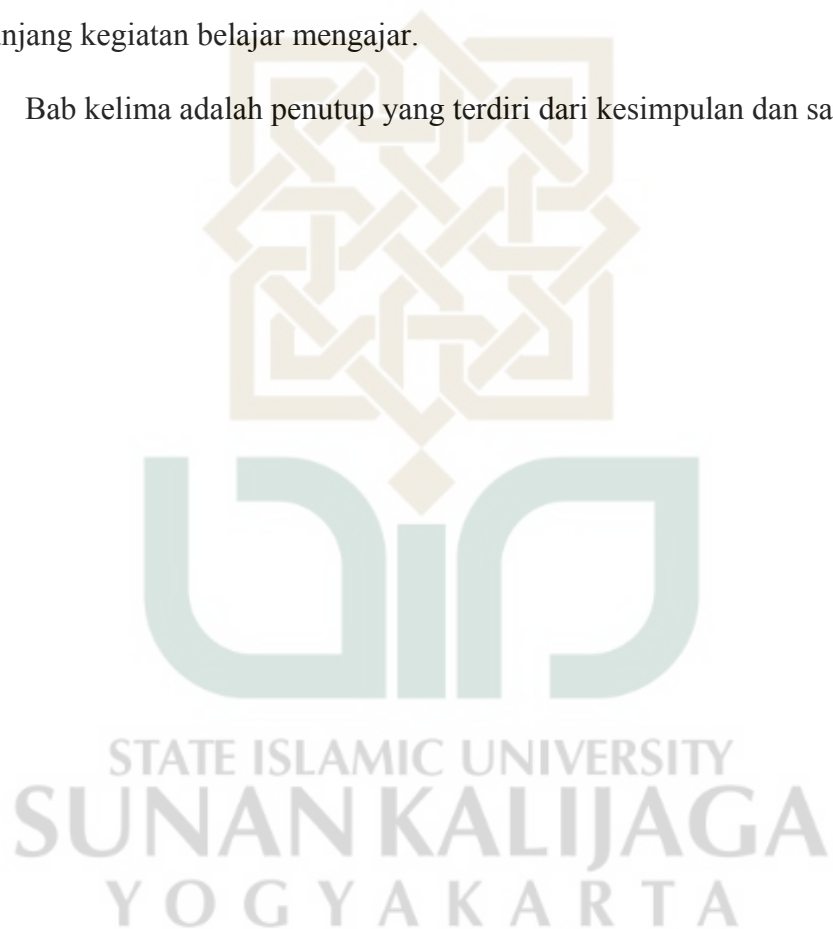 njang kegiatan belajar mengajar.
Bab kelima adalah penutup yang terdiri dari kesimpulan dan sa
STATE ISLAMIC UNIVERSITY
SUNAN KALIJAGA
YOGYAKARTA